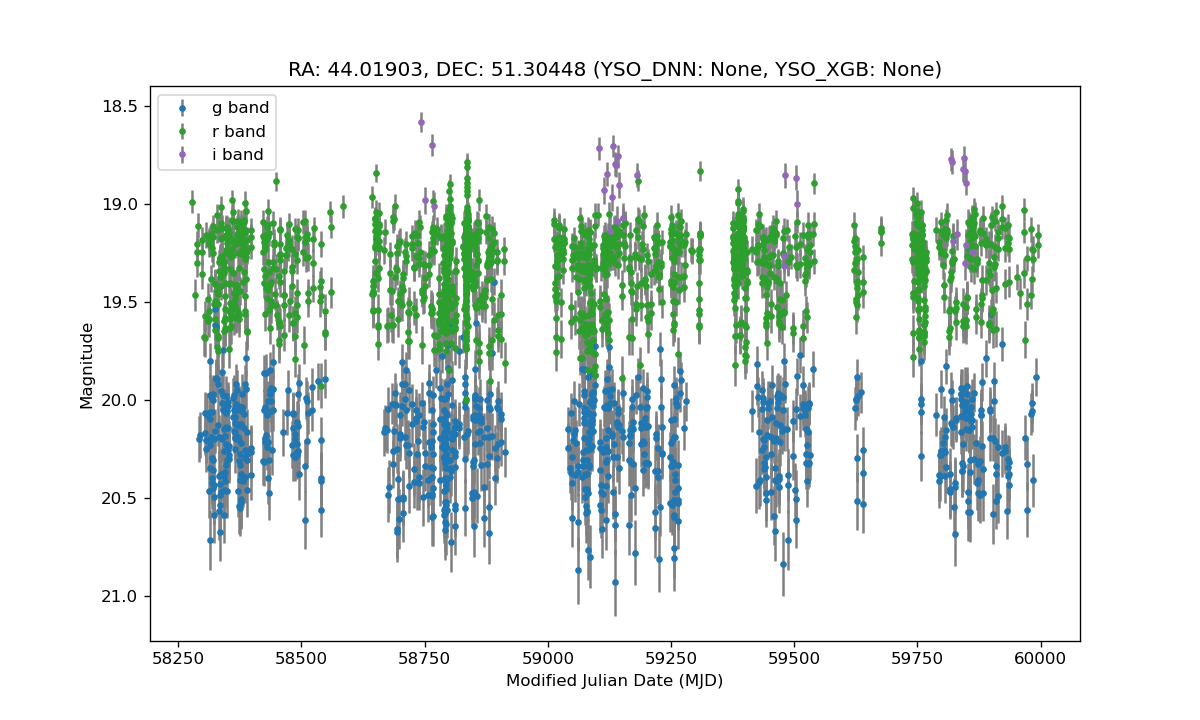 RA: 44.01903, DEC: 51.30448 (YSO_DNN: None, YSO_XGB: None)
g band
r band
i band
18.5
19.0
19.5
20.0
20.5
21.0
Magnitude
58250
58500
58750
59000
59250
59500
59750
60000
Modified Julian Date (MJD)